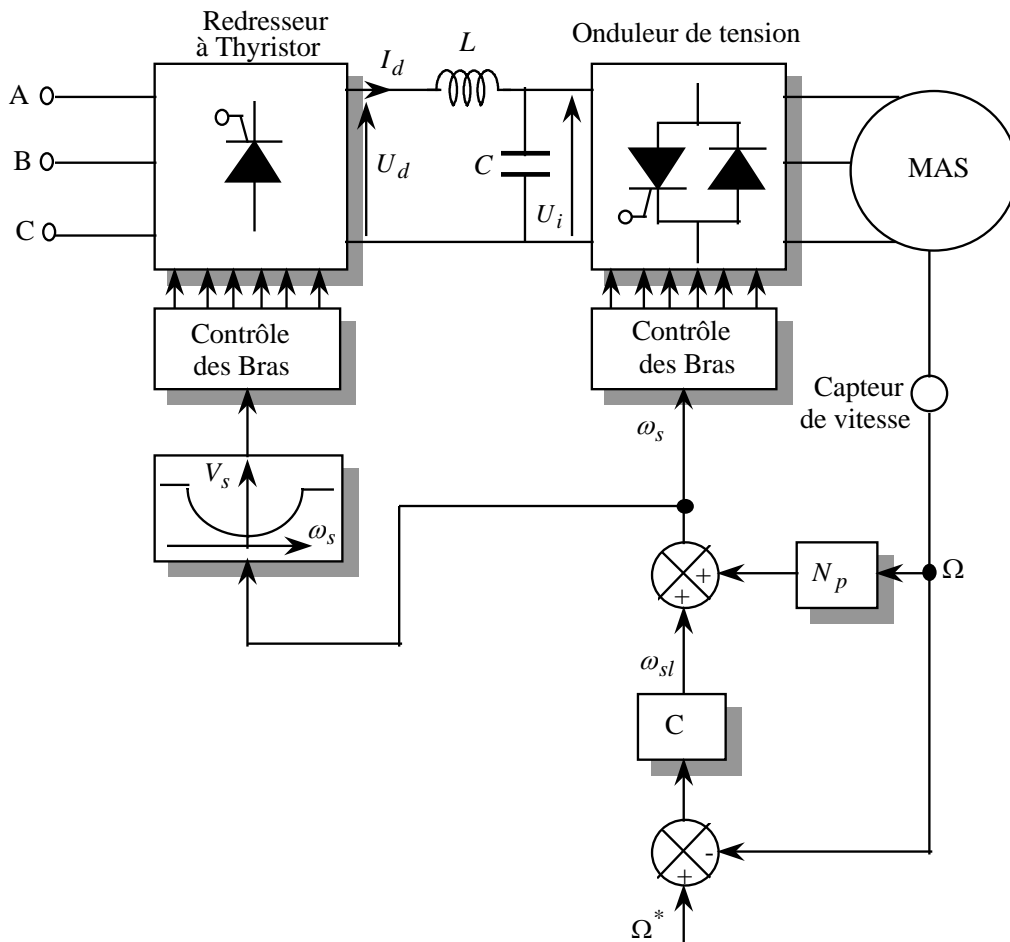 Redresseur
à Thyristor
Onduleur de tension
I_d
L
A
B
C
U_d
C
U_i
MAS
Contrôle
des Bras
Contrôle
des Bras
Capteur
de vitesse
ω_s
V_s
ω_s
+
+
N_p
Ω
ω_sl
C
-
+
Ω*